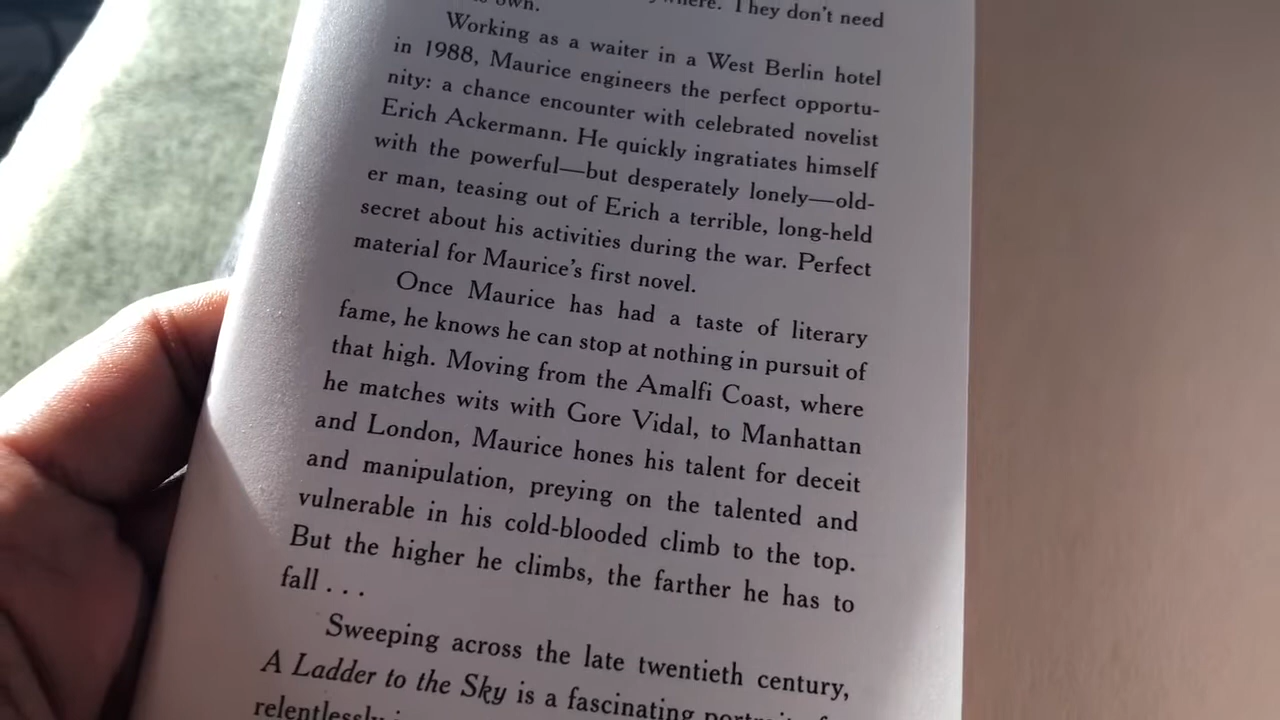 own.
They don't need
Working as a waiter in a West Berlin hotel
in 1988, Maurice engineers the perfect opportu-
nity: a chance encounter with celebrated novelist
Erich Ackermann. He quickly ingratiates himself
with the powerful—but desperately lonely—old-
er man, teasing out of Erich a terrible, long-held
secret about his activities during the war. Perfect
material for Maurice's first novel.
Once Maurice has had a taste of literary
fame, he knows he can stop at nothing in pursuit of
that high. Moving from the Amalfi Coast, where
he matches wits with Gore Vidal, to Manhattan
and London, Maurice hones his talent for deceit
and manipulation, preying on the talented and
vulnerable in his cold-blooded climb to the top.
But the higher he climbs, the farther he has to
fall . . .
Sweeping across the late twentieth century,
A Ladder to the Sky is a fascinating
relentlessly